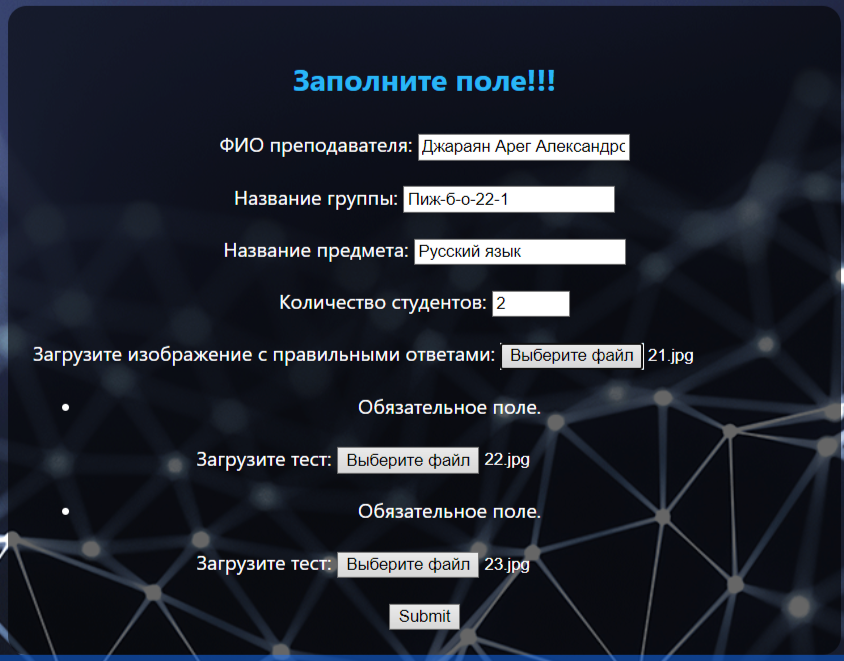 Заполните поле!!!
ФИО преподавателя: Джараян Арег Александро
Название группы: Пиж-б-о-22-1
Название предмета: Русский язык
Количество студентов: 2
Загрузите изображение с правильными ответами: Выберите файл 21.jpg
• Обязательное поле.
Загрузите тест: Выберите файл 22.jpg
• Обязательное поле.
Загрузите тест: Выберите файл 23.jpg
Submit